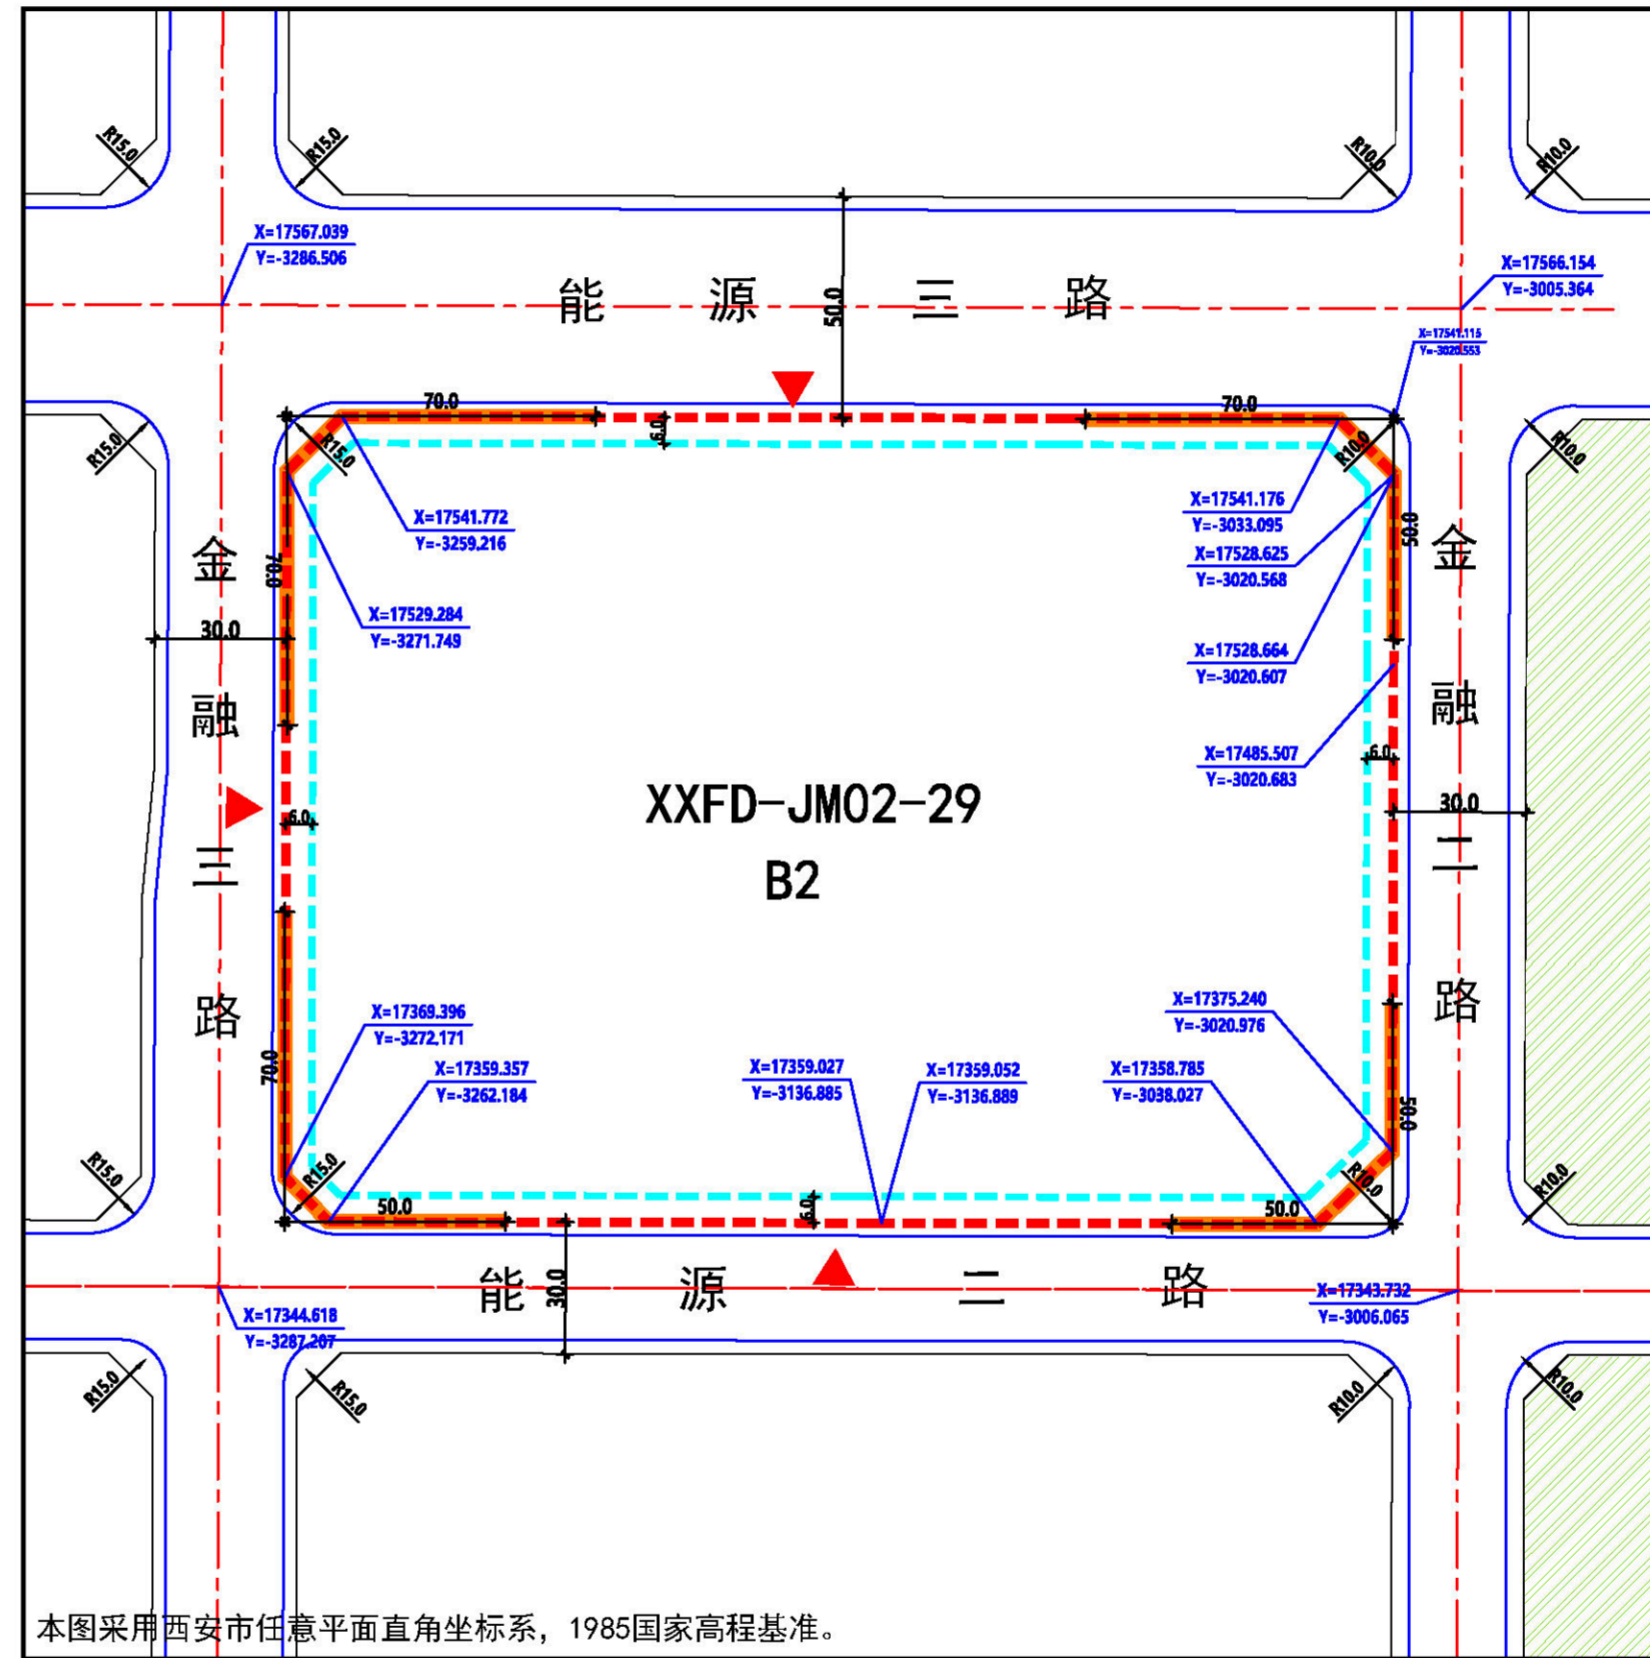 R15.0
R15.0
R10.0
R10.0
X=17567.039
Y=-3286.506
X=17566.154
Y=-3005.364
能源三路
50.0
X=17541.115
Y=-3020.553
70.0
70.0
6.0
R15.0
R15.0
R10.0
R10.0
X=17541.772
Y=-3259.216
X=17541.176
Y=-3033.095
50.0
X=17528.625
Y=-3020.568
70.0
X=17529.284
Y=-3271.749
30.0
X=17528.664
Y=-3020.607
金融三路
金融二路
X=17485.507
Y=-3020.683
6.0
6.0
30.0
XXFD-JM02-29
B2
X=17369.396
Y=-3272.171
X=17375.240
Y=-3020.976
70.0
X=17359.357
Y=-3262.184
X=17359.027
Y=-3136.885
X=17359.052
Y=-3136.889
X=17358.785
Y=-3038.027
50.0
R15.0
R15.0
R10.0
R10.0
50.0
6.0
50.0
能源二路
30.0
X=17344.618
Y=-3287.207
X=17343.732
Y=-3006.065
R15.0
R15.0
R10.0
R10.0
本图采用西安市任意平面直角坐标系，1985国家高程基准。